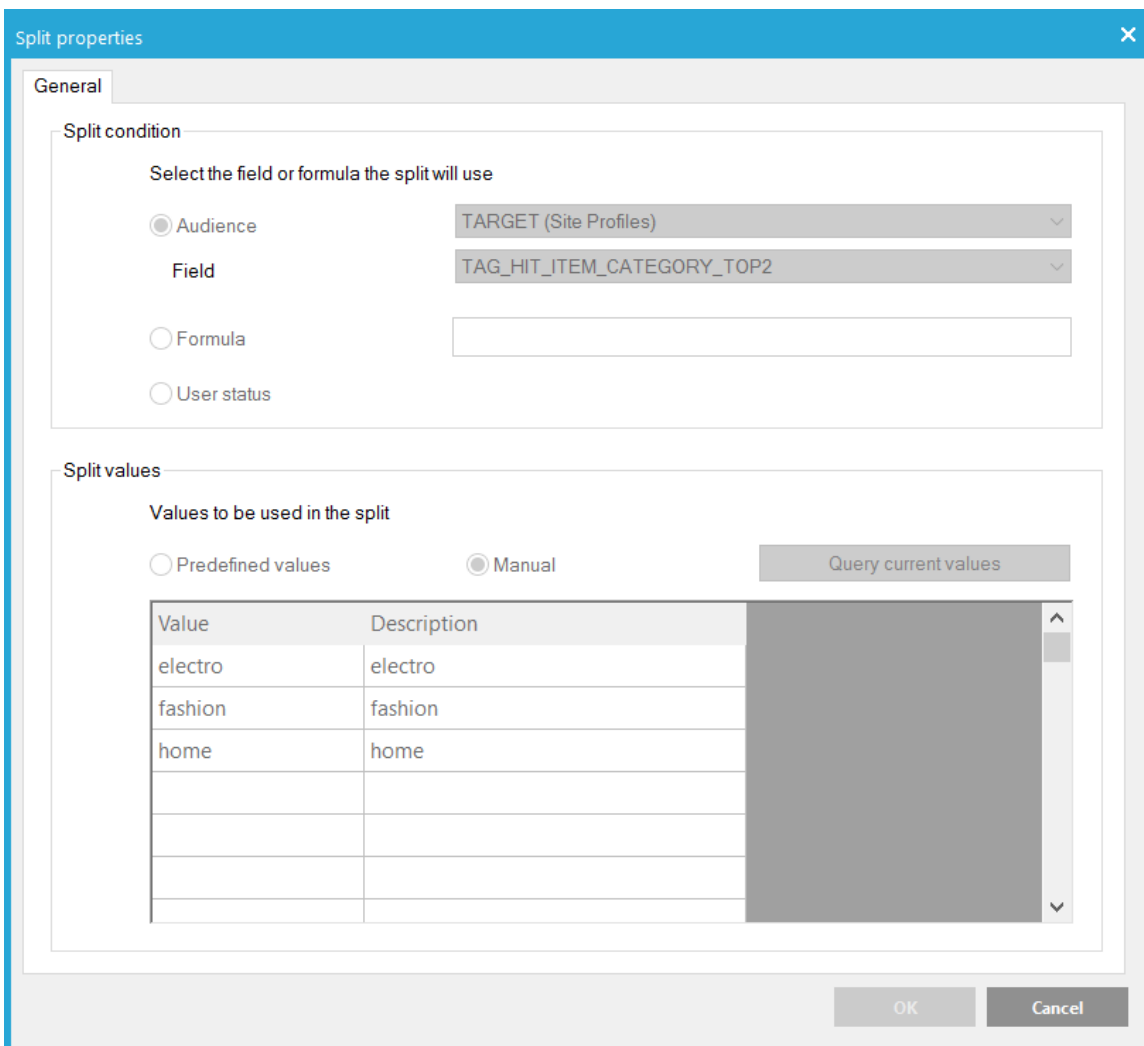 Split properties
General
Split condition
Select the field or formula the split will use
Audience TARGET (Site Profiles)
Field TAG_HIT_ITEM_CATEGORY_TOP2
Formula
User status
Split values
Values to be used in the split
Predefined values Manual Query current values
Value Description
electro electro
fashion fashion
home home
OK Cancel